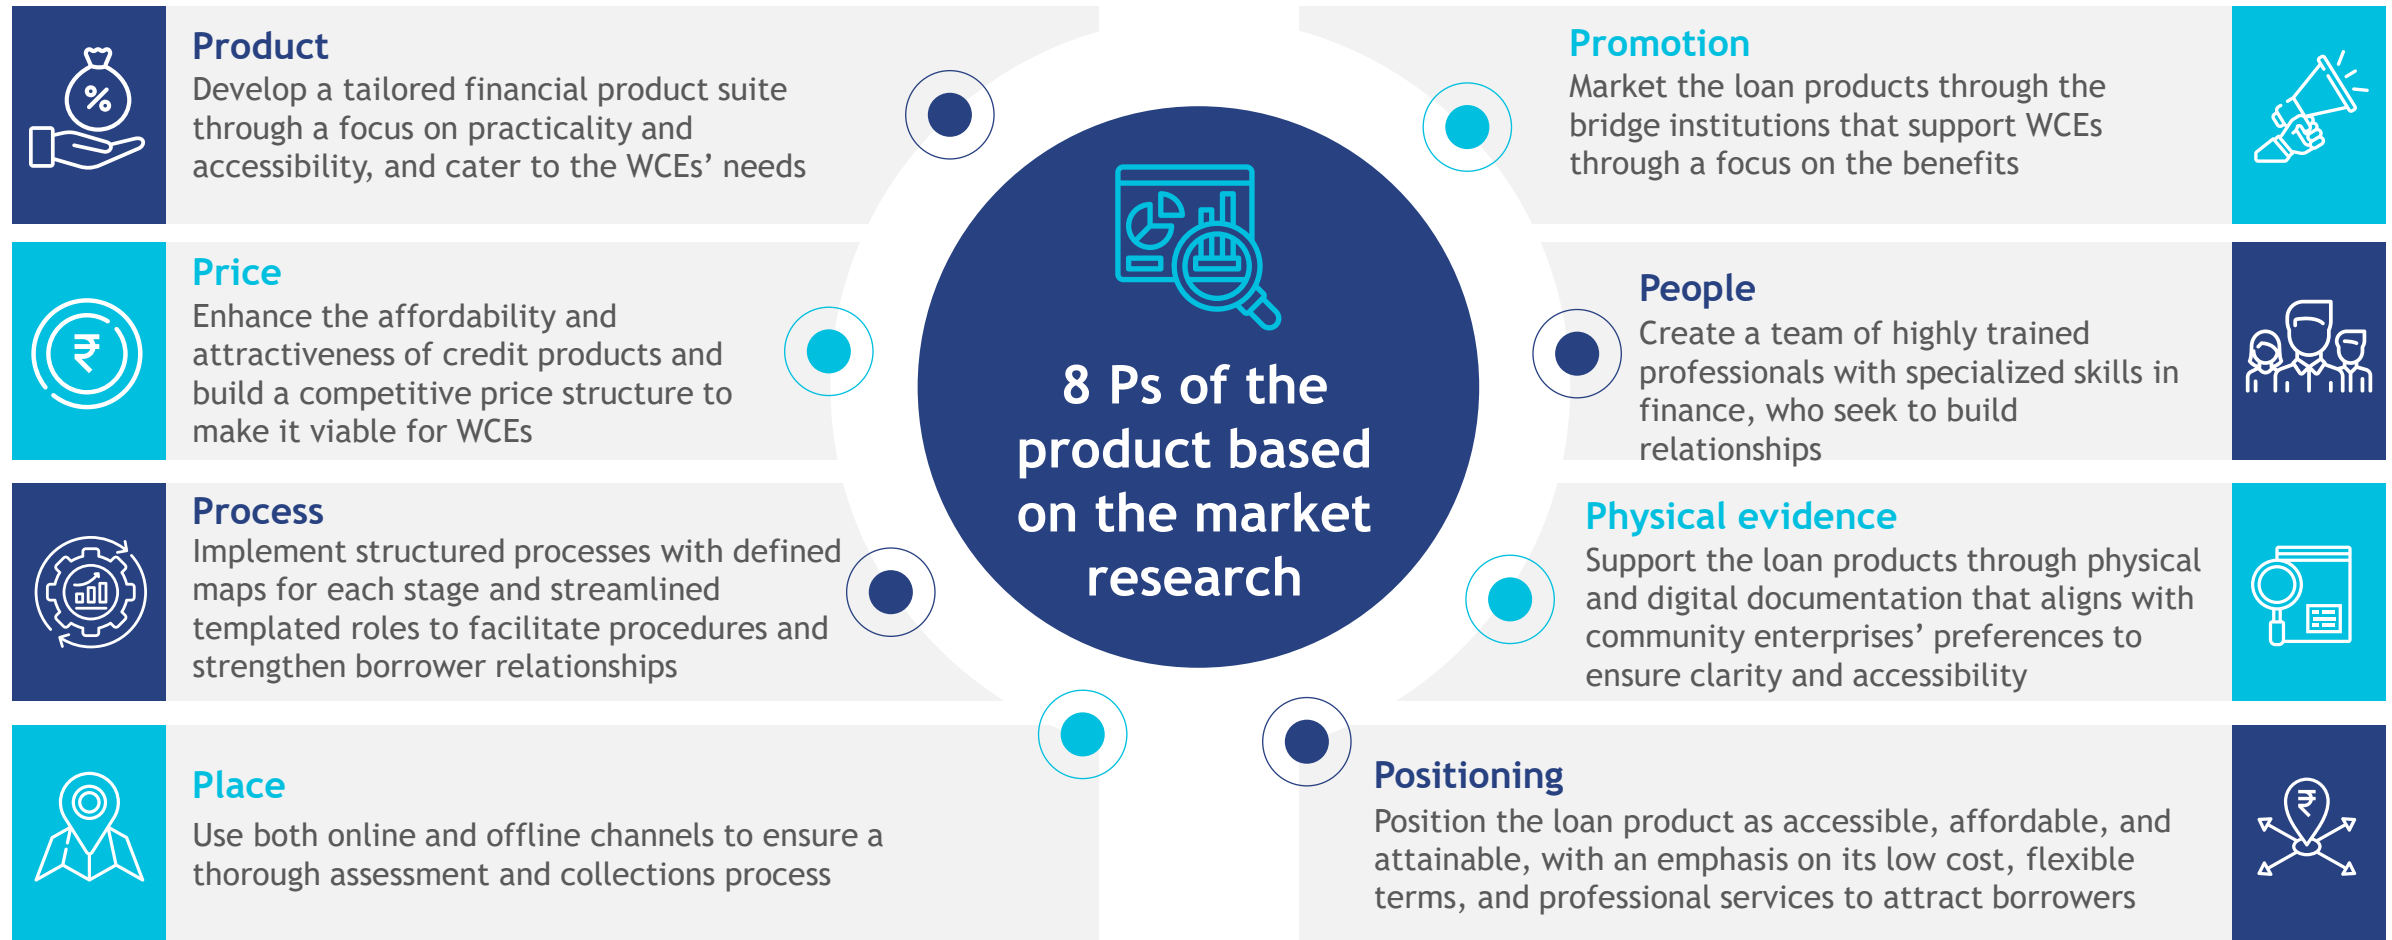 Product
Develop a tailored financial product suite
through a focus on practicality and
accessibility, and cater to the WCEs’ needs
Price
Enhance the affordability and
attractiveness of credit products and
build a competitive price structure to
make it viable for WCEs
₹
Process
Implement structured processes with defined
maps for each stage and streamlined
templated roles to facilitate procedures and
strengthen borrower relationships
Place
Use both online and offline channels to ensure a
thorough assessment and collections process
%
8 Ps of the
product based
on the market
research
Promotion
Market the loan products through the
bridge institutions that support WCEs
through a focus on the benefits
People
Create a team of highly trained
professionals with specialized skills in
finance, who seek to build
relationships
Physical evidence
Support the loan products through physical
and digital documentation that aligns with
community enterprises’ preferences to
ensure clarity and accessibility
Positioning
Position the loan product as accessible, affordable, and
attainable, with an emphasis on its low cost, flexible
terms, and professional services to attract borrowers
₹